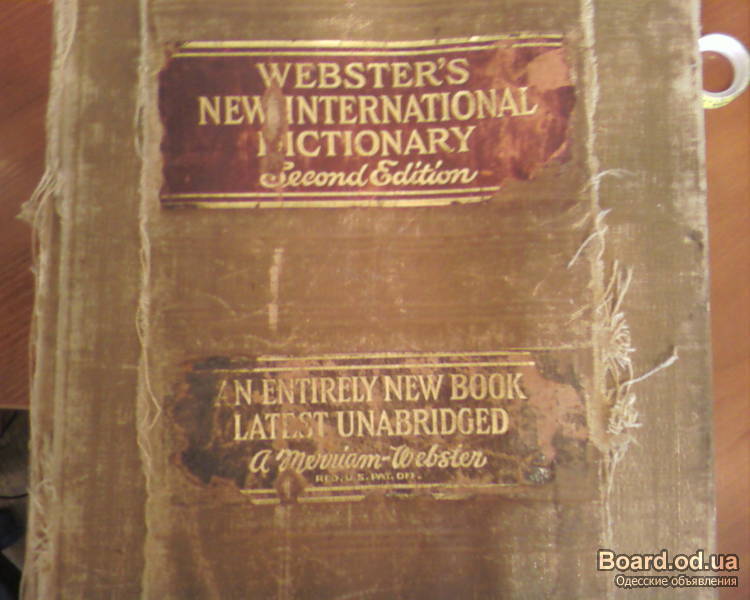 WEBSTER'S
NEW INTERNATIONAL
DICTIONARY
Second Edition
AN ENTIRELY NEW BOOK
LATEST UNABRIDGED
A Merriam-Webster
REG. U.S. PAT. OFF.
Board.od.ua
Одесские объявления